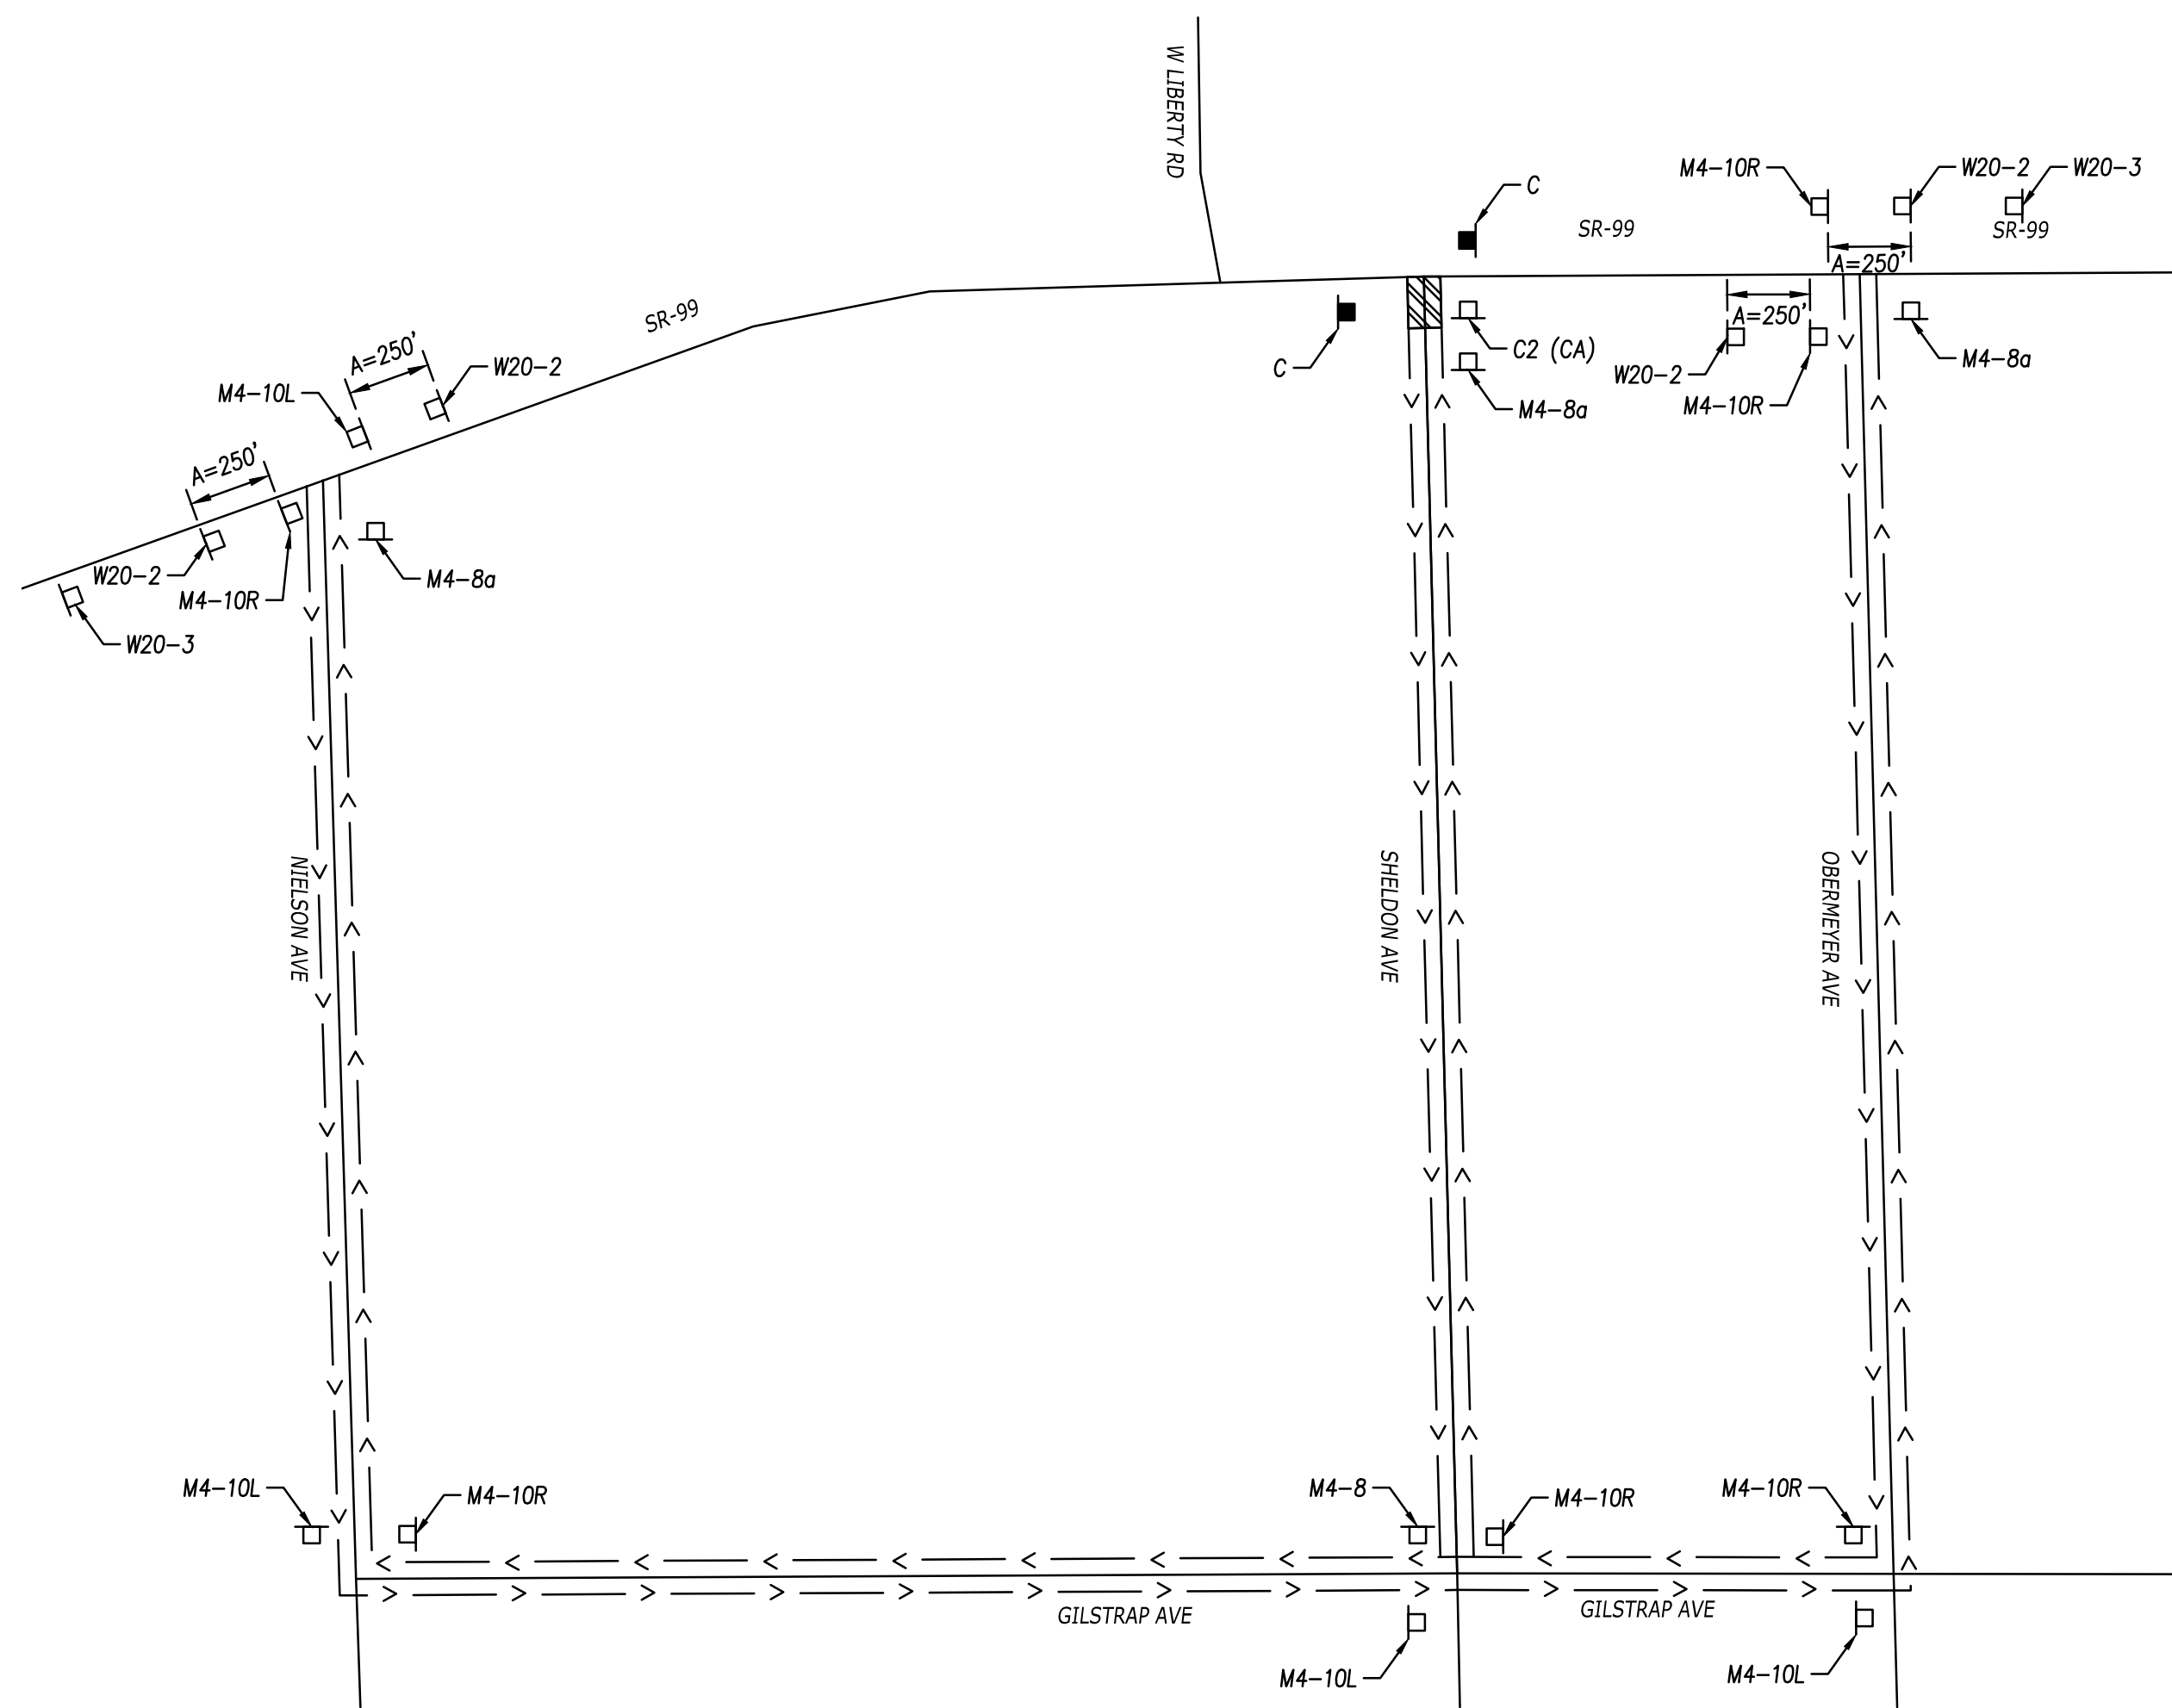 W LIBERTY RD
M4-10R
W20-2
W20-3
C
SR-99
SR-99
A=250'
A=250'
SR-99
A=250'
W20-2
M4-10L
C
C2 (CA)
M4-8a
W20-2
M4-10R
M4-8a
A=250'
W20-2
M4-10R
M4-8a
W20-3
NIELSON AVE
SHELDON AVE
OBERMEYER AVE
M4-10L
M4-10R
M4-8
M4-10R
M4-10R
GILSTRAP AVE
GILSTRAP AVE
M4-10L
M4-10L